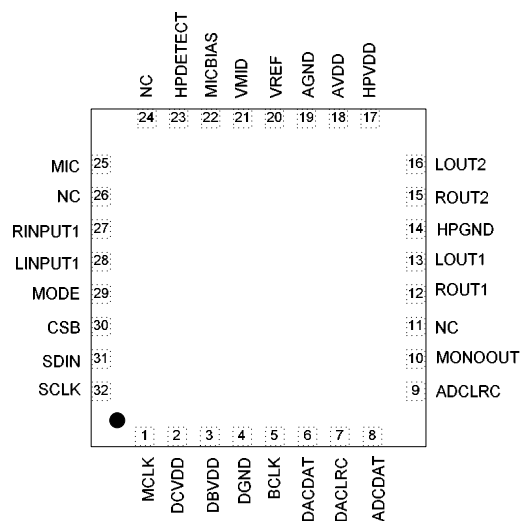 NC HPDETECT MICBIAS VMID VREF AGND AVDD HPVDD
24 23 22 21 20 19 18 17
MIC 25 16 LOUT2
NC 26 15 ROUT2
RINPUT1 27 14 HPGND
LINPUT1 28 13 LOUT1
MODE 29 12 ROUT1
CSB 30 11 NC
SDIN 31 10 MONOOUT
SCLK 32 9 ADCLRC
1 2 3 4 5 6 7 8
MCLK DCVDD DBVDD DGND BCLK DACDAT DACLRC ADCDAT